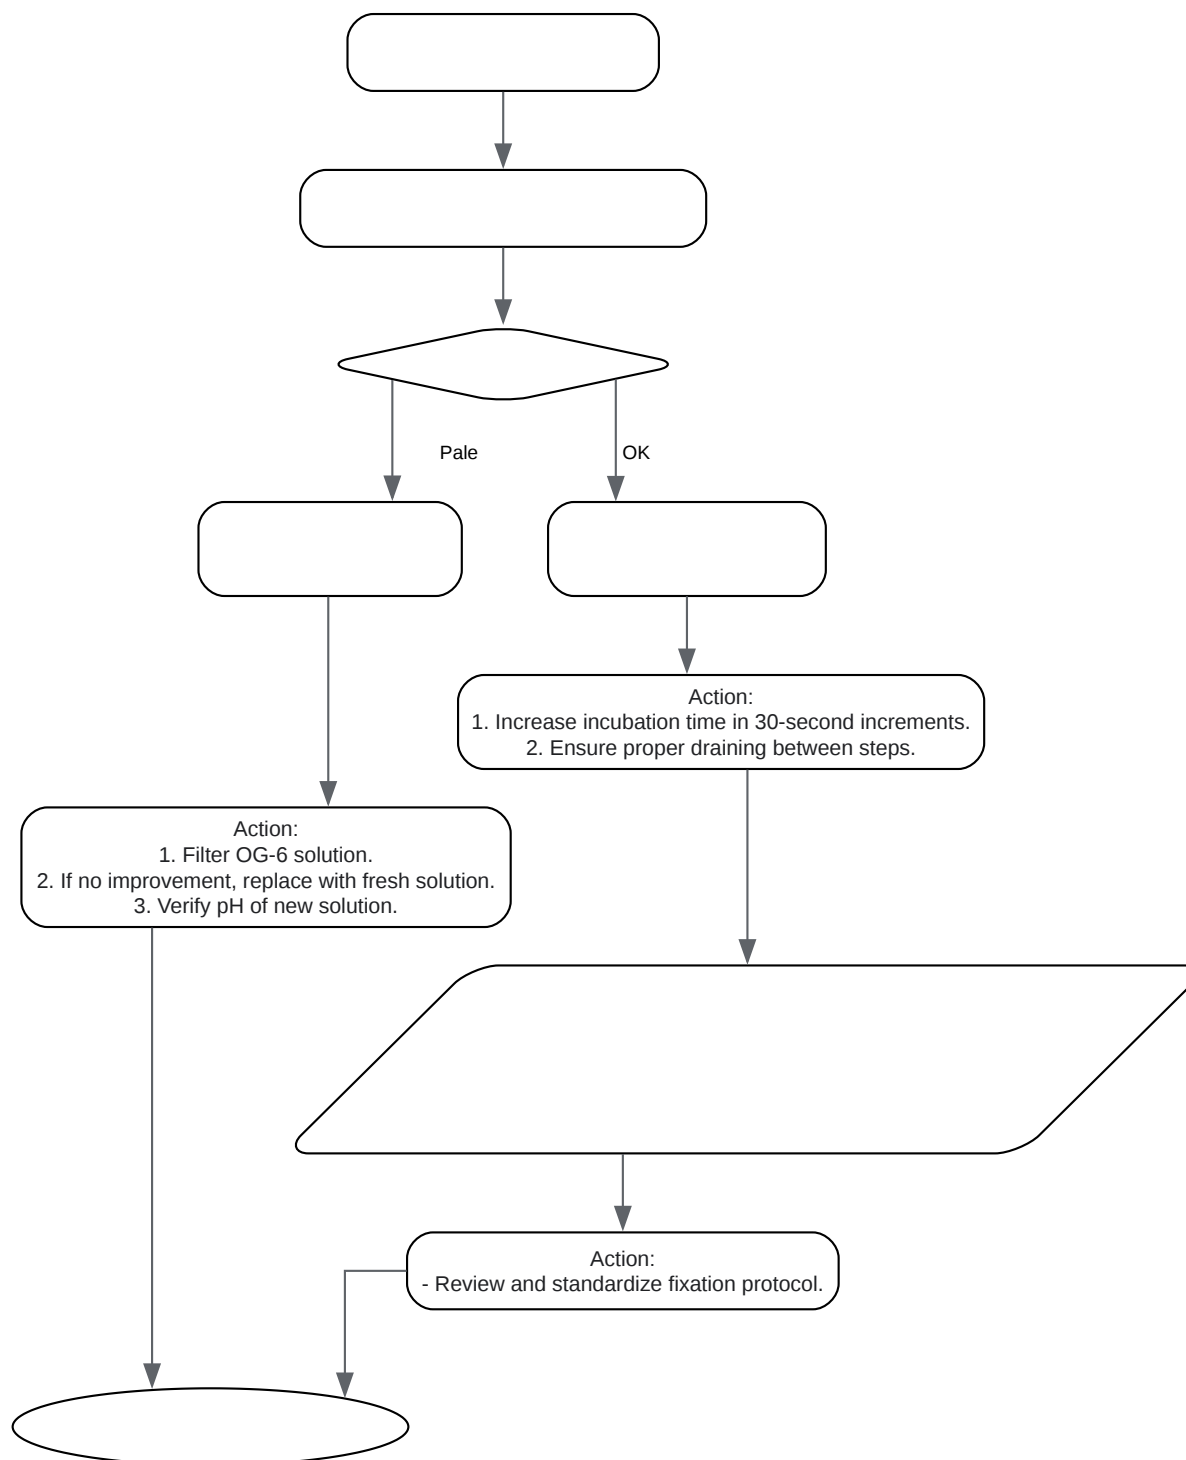 Pale
OK
Action:
1. Increase incubation time in 30-second increments.
2. Ensure proper draining between steps.
Action:
1. Filter OG-6 solution.
2. If no improvement, replace with fresh solution.
3. Verify pH of new solution.
Action:
- Review and standardize fixation protocol.